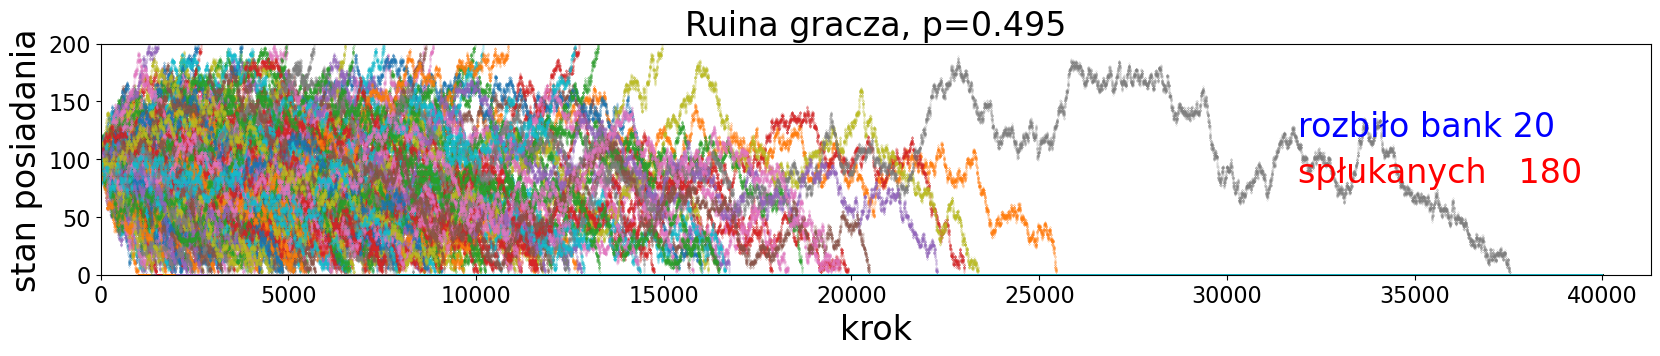 Ruina gracza, p=0.495
stan posiadania
200
150
100
50
0
rozbiło bank 20
spłukanych 180
0 5000 10000 15000 20000 25000 30000 35000 40000
krok